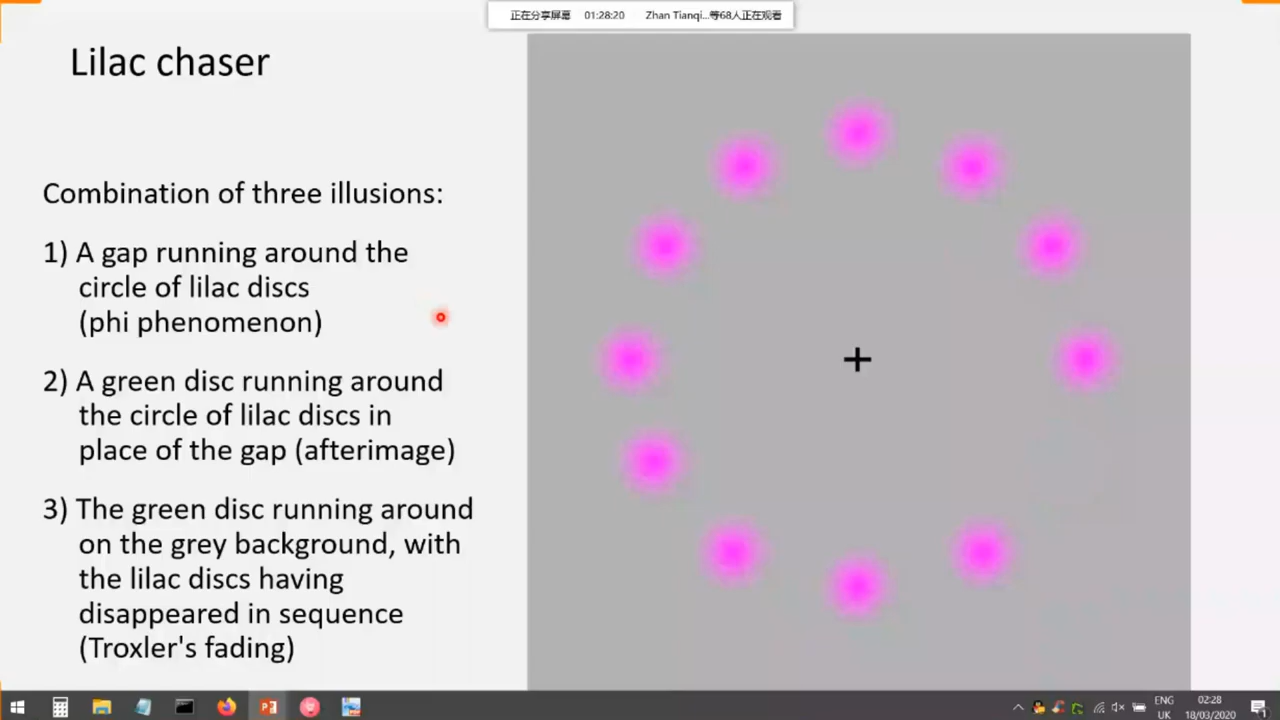 正在分享屏幕 01:28:20 Zhan Tianqi...等68人正在观看
Lilac chaser
Combination of three illusions:
1) A gap running around the
circle of lilac discs
(phi phenomenon)
2) A green disc running around
the circle of lilac discs in
place of the gap (afterimage)
3) The green disc running around
on the grey background, with
the lilac discs having
disappeared in sequence
(Troxler's fading)
ENG
UK
02:28
18/03/2020